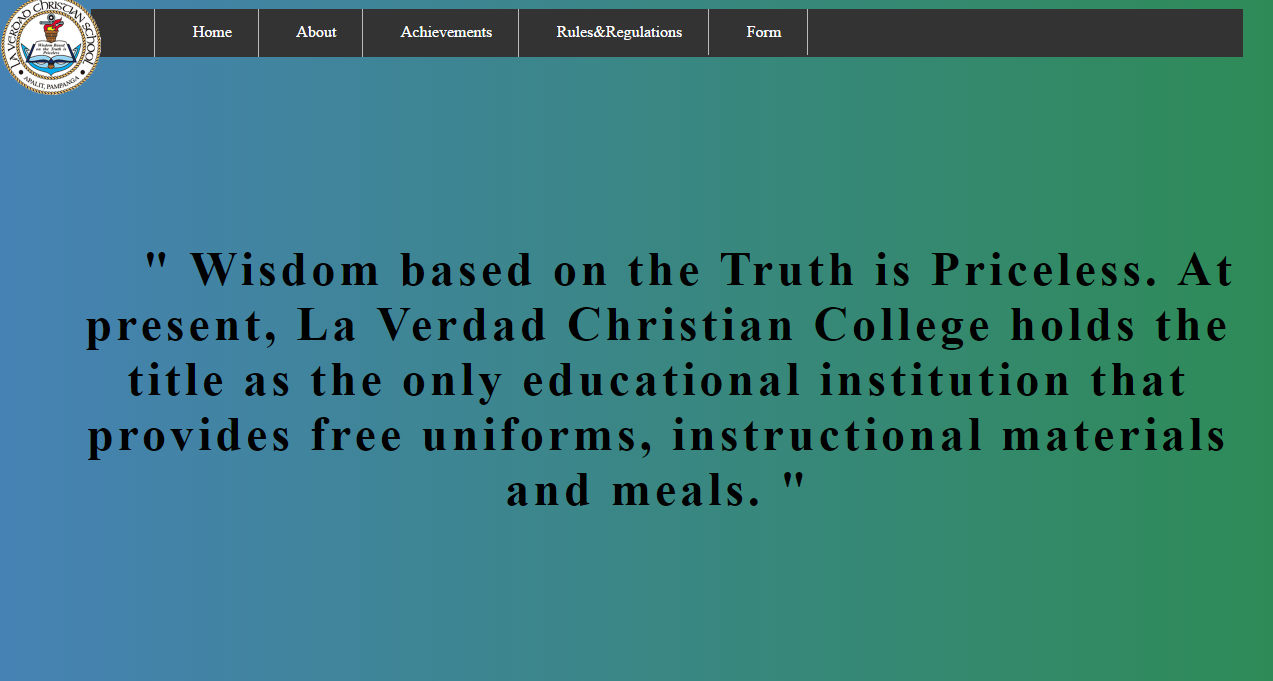 LA VERDAD CHRISTIAN SCHOOL
Wisdom Based
on the Truth is
Priceless
APALIT, PAMPANGA
Home About Achievements Rules&Regulations Form
" Wisdom based on the Truth is Priceless. At
present, La Verdad Christian College holds the
title as the only educational institution that
provides free uniforms, instructional materials
and meals. "